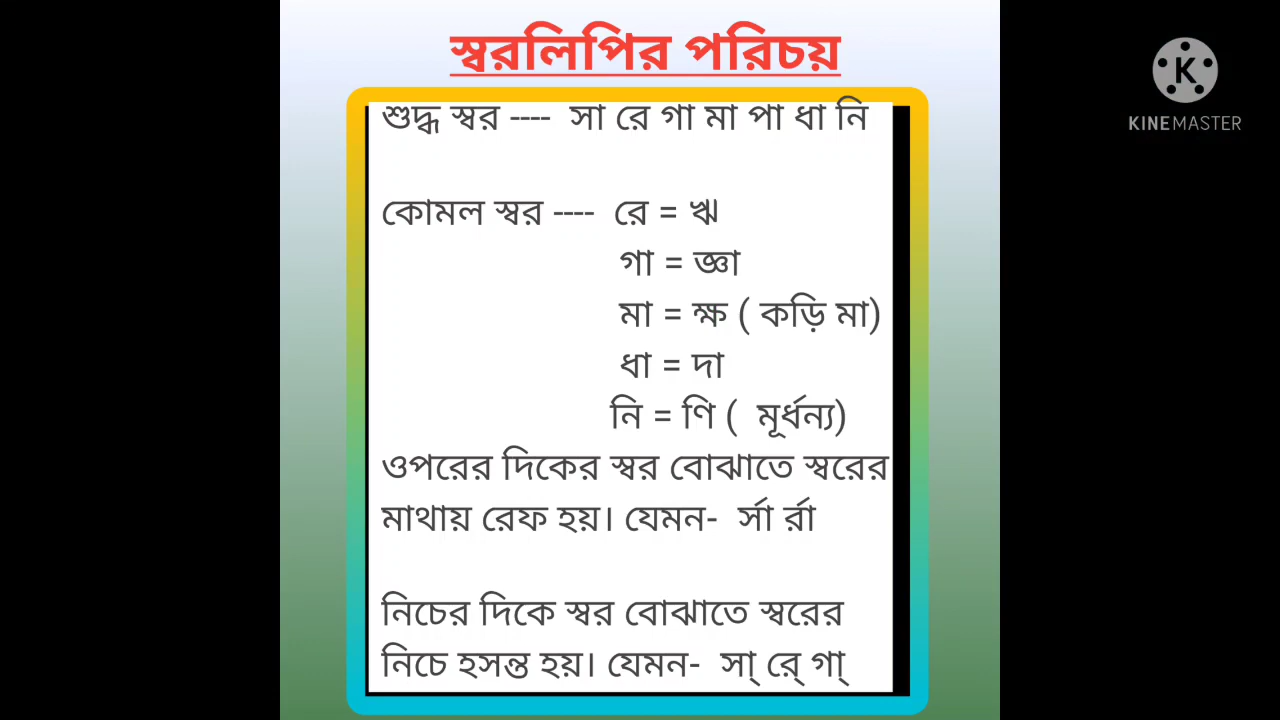 স্বরলিপির পরিচয়
KINEMASTER
শুদ্ধ স্বর ---- সা রে গা মা পা ধা নি
কোমল স্বর ---- রে = ঋ
গা = জ্ঞা
মা = ক্ষ ( কড়ি মা)
ধা = দা
নি = ণি ( মূর্ধন্য)
ওপরের দিকের স্বর বোঝাতে স্বরের
মাথায় রেফ হয়। যেমন- র্সা র্রা
নিচের দিকে স্বর বোঝাতে স্বরের
নিচে হসন্ত হয়। যেমন- সা্ রে্ গা্